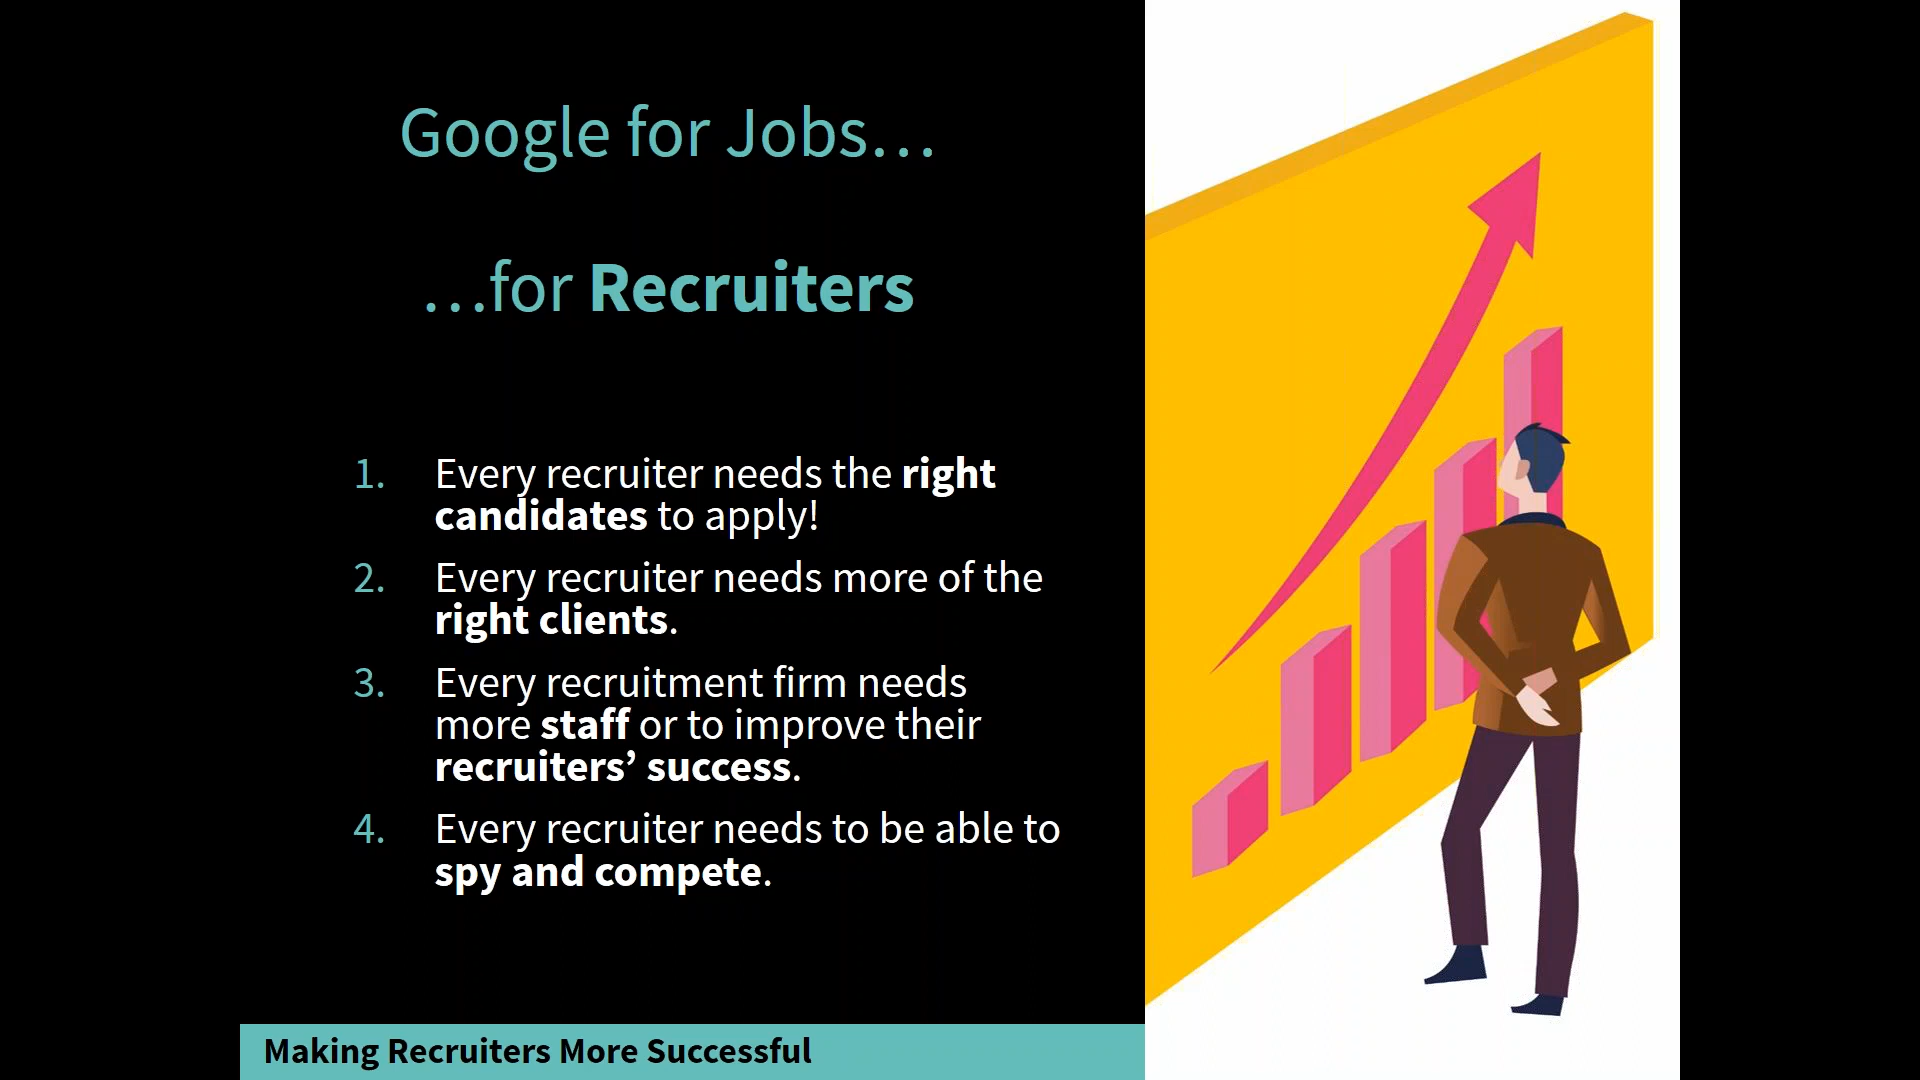 Google for Jobs…
…for Recruiters
1. Every recruiter needs the right
candidates to apply!
2. Every recruiter needs more of the
right clients.
3. Every recruitment firm needs
more staff or to improve their
recruiters’ success.
4. Every recruiter needs to be able to
spy and compete.
Making Recruiters More Successful